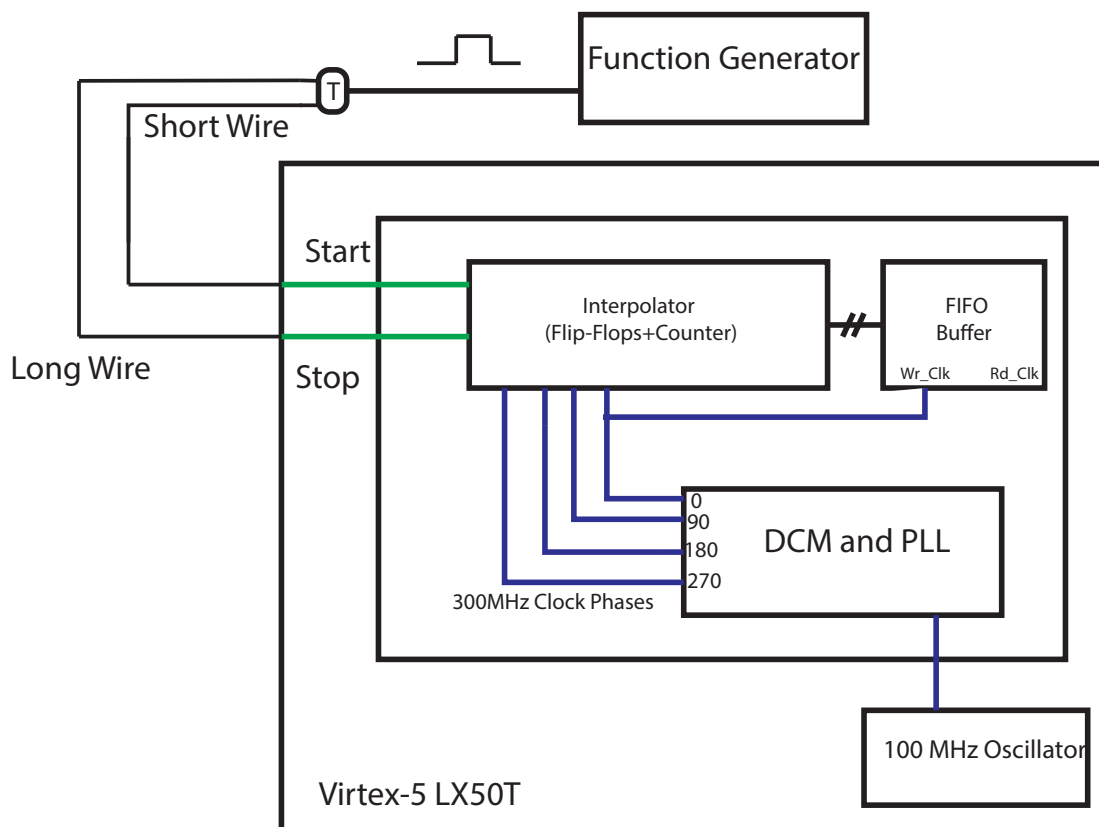 Function Generator
T
Short Wire
Start
Interpolator
(Flip-Flops+Counter)
FIFO
Buffer
Wr_Clk
Rd_Clk
Long Wire
Stop
0
90
180
270
DCM and PLL
300MHz Clock Phases
100 MHz Oscillator
Virtex-5 LX50T